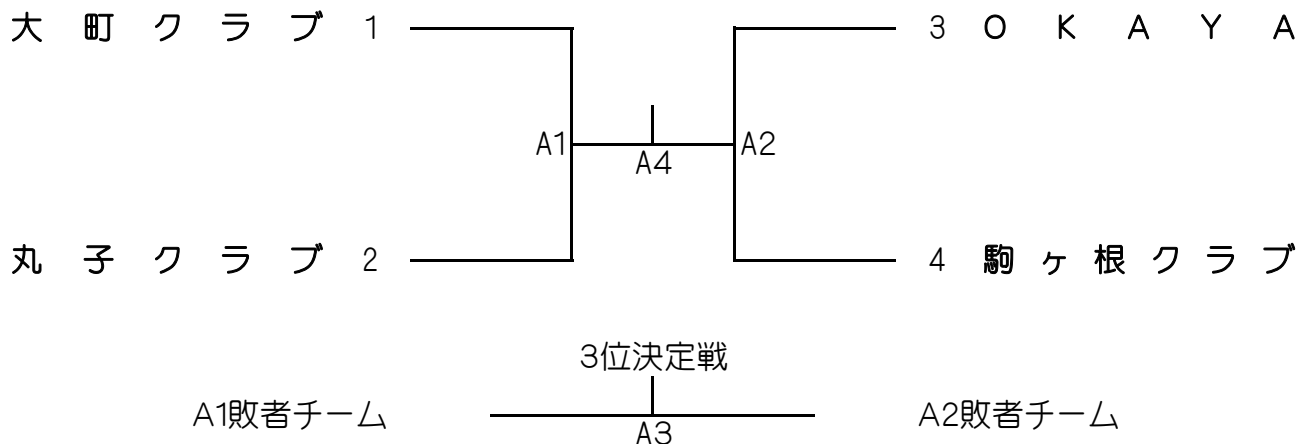 大町クラブ 1
3 OKAYA
A1
A2
A4
丸子クラブ 2
4 駒ヶ根クラブ
3位決定戦
A1敗者チーム
A2敗者チーム
A3